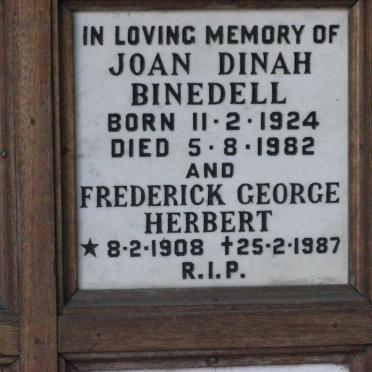 IN LOVING MEMORY OF
JOAN DINAH
BINEDELL
BORN 11·2·1924
DIED 5·8·1982
AND
FREDERICK GEORGE
HERBERT
★ 8·2·1908 †25·2·1987
R.I.P.